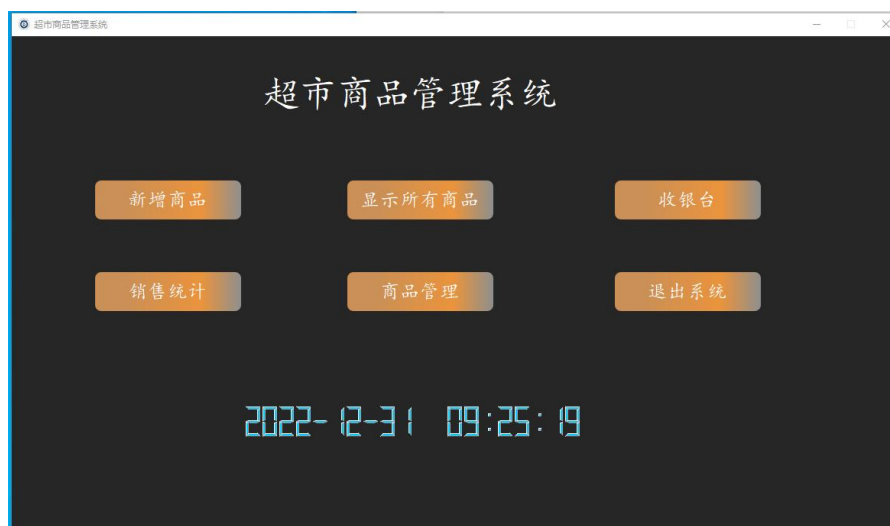 超市商品管理系统
超市商品管理系统
新增商品 显示所有商品 收银台
销售统计 商品管理 退出系统
2022-12-31 09:25:19